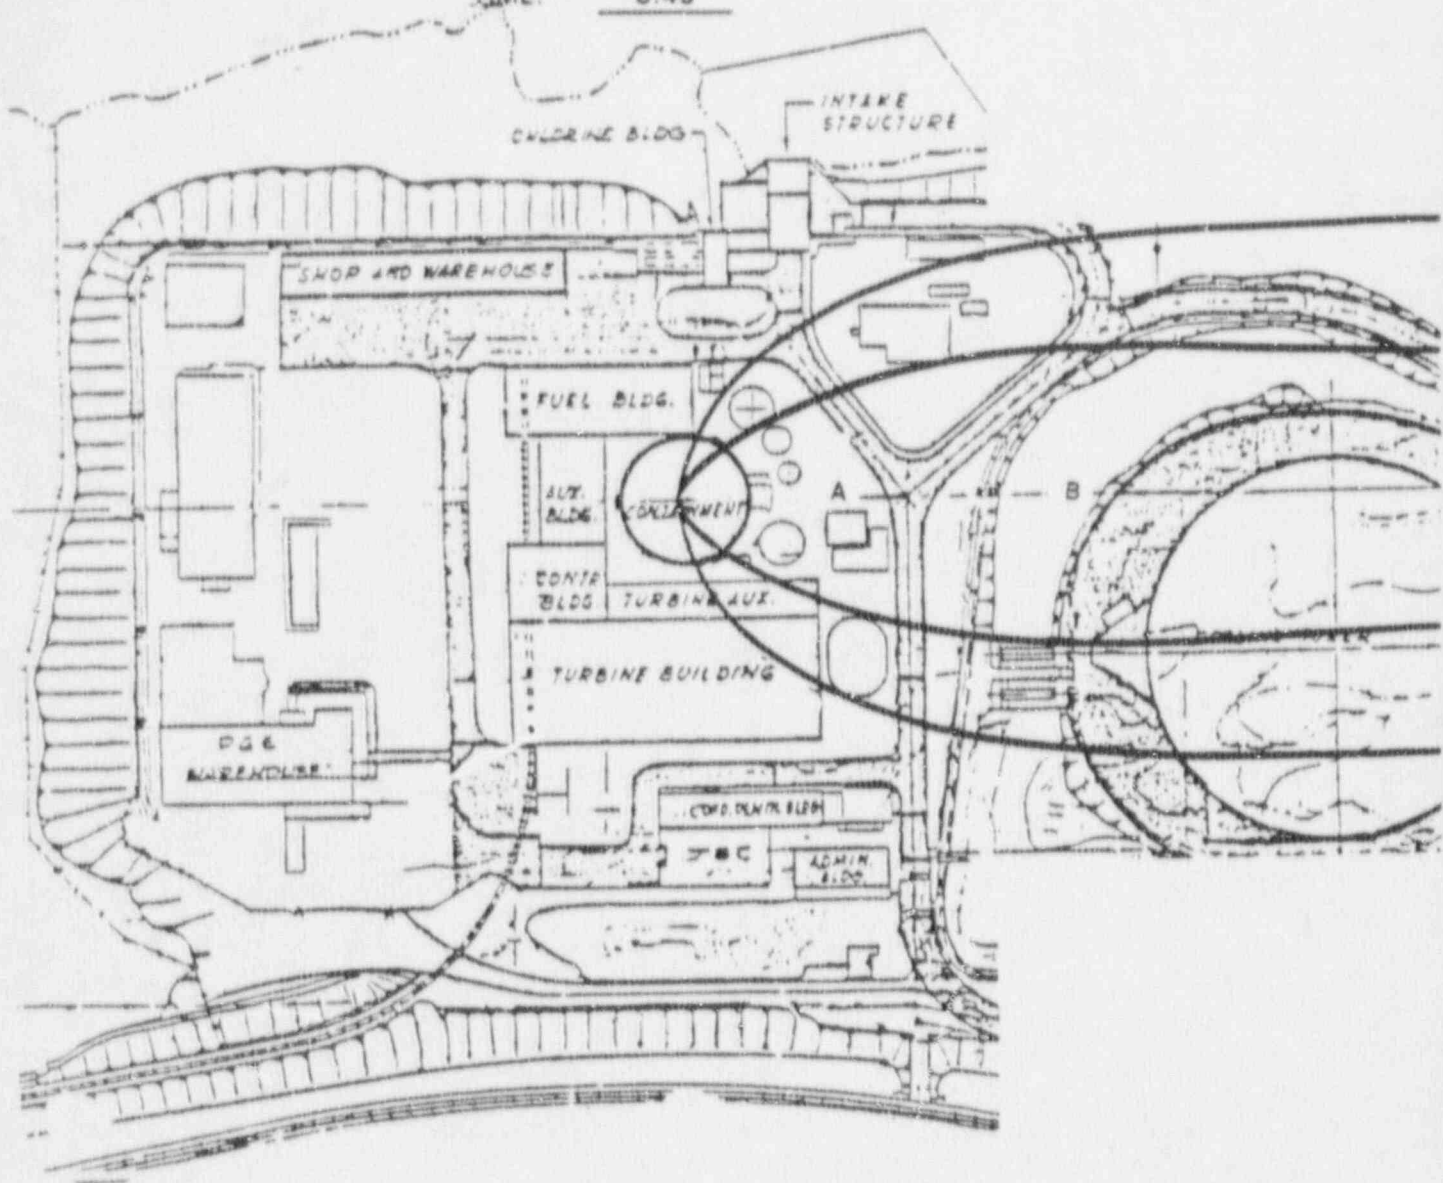 INTAKE
STRUCTURE
CHLORINE BLDG
SHOP AND WAREHOUSE
FUEL BLDG.
AUX.
BLDG.
CONTAINMENT
A
B
CONTR
BLDG
TURBINE AUX.
TURBINE BUILDING
WAREHOUSE
ADMIN.
BLDG